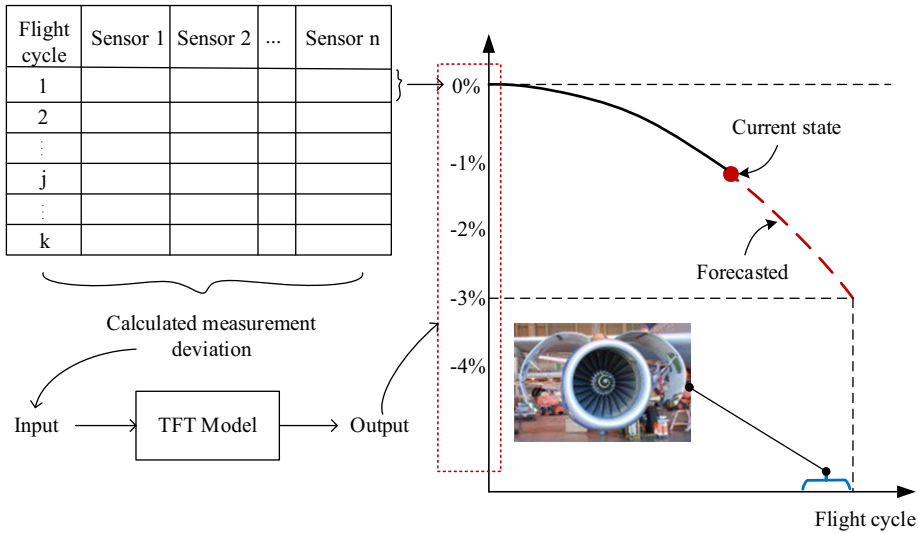 Flight cycle Sensor 1 Sensor 2 ... Sensor n
1
2
⋮
j
⋮
k
Calculated measurement
deviation
Input
TFT Model
Output
0%
-1%
-2%
-3%
-4%
Current state
Forecasted
Flight cycle